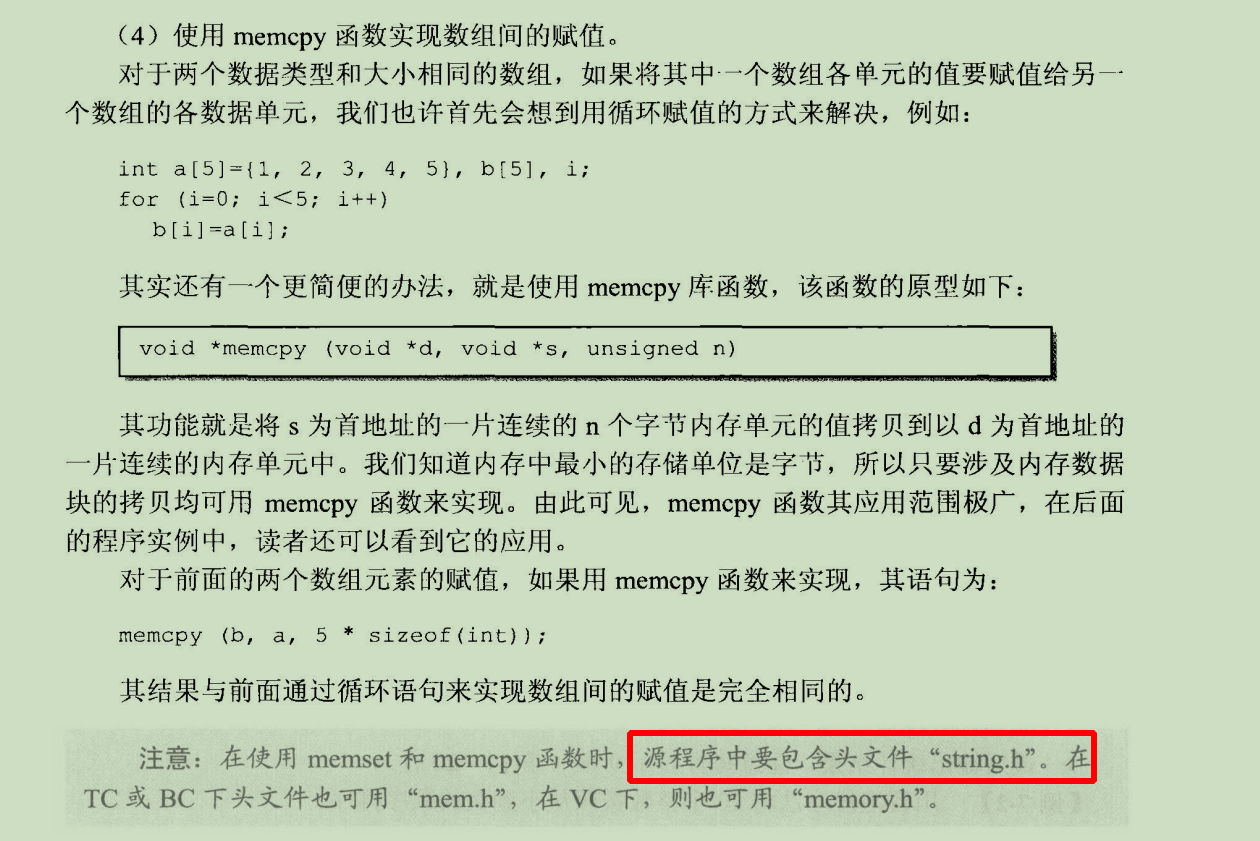 （4）使用 memcpy 函数实现数组间的赋值。
对于两个数据类型和大小相同的数组，如果将其中一个数组各单元的值要赋值给另一
个数组的各数据单元，我们也许首先会想到用循环赋值的方式来解决，例如：
int a[5]={1, 2, 3, 4, 5}, b[5], i;
for (i=0; i<5; i++)
b[i]=a[i];
其实还有一个更简便的办法，就是使用 memcpy 库函数，该函数的原型如下：
void *memcpy (void *d, void *s, unsigned n)
其功能就是将 s 为首地址的一片连续的 n 个字节内存单元的值拷贝到以 d 为首地址的
一片连续的内存单元中。我们知道内存中最小的存储单位是字节，所以只要涉及内存数据
块的拷贝均可用 memcpy 函数来实现。由此可见，memcpy 函数其应用范围极广，在后面
的程序实例中，读者还可以看到它的应用。
对于前面的两个数组元素的赋值，如果用 memcpy 函数来实现，其语句为：
memcpy (b, a, 5 * sizeof(int));
其结果与前面通过循环语句来实现数组间的赋值是完全相同的。
注意：在使用 memset 和 memcpy 函数时，源程序中要包含头文件“string.h”。在
TC 或 BC 下头文件也可用“mem.h”，在 VC 下，则也可用“memory.h”。